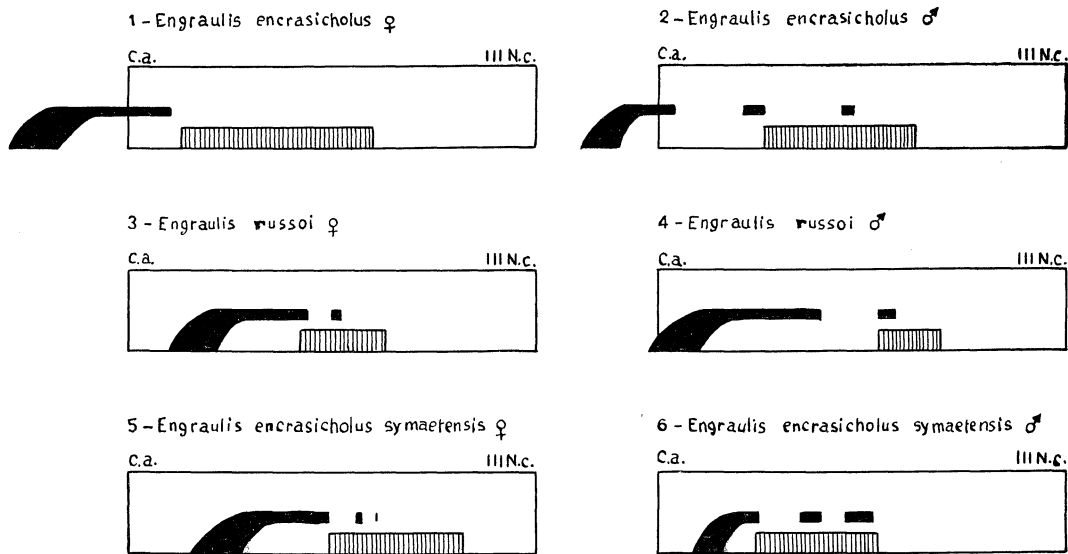 1 - Engraulis encrasicholus ♀
C.a. III N.c.
2 - Engraulis encrasicholus ♂
C.a. III N.c.
3 - Engraulis russoi ♀
C.a. III N.c.
4 - Engraulis russoi ♂
C.a. III N.c.
5 - Engraulis encrasicholus symaetensis ♀
C.a. III N.c.
6 - Engraulis encrasicholus symaetensis ♂
C.a. III N.c.